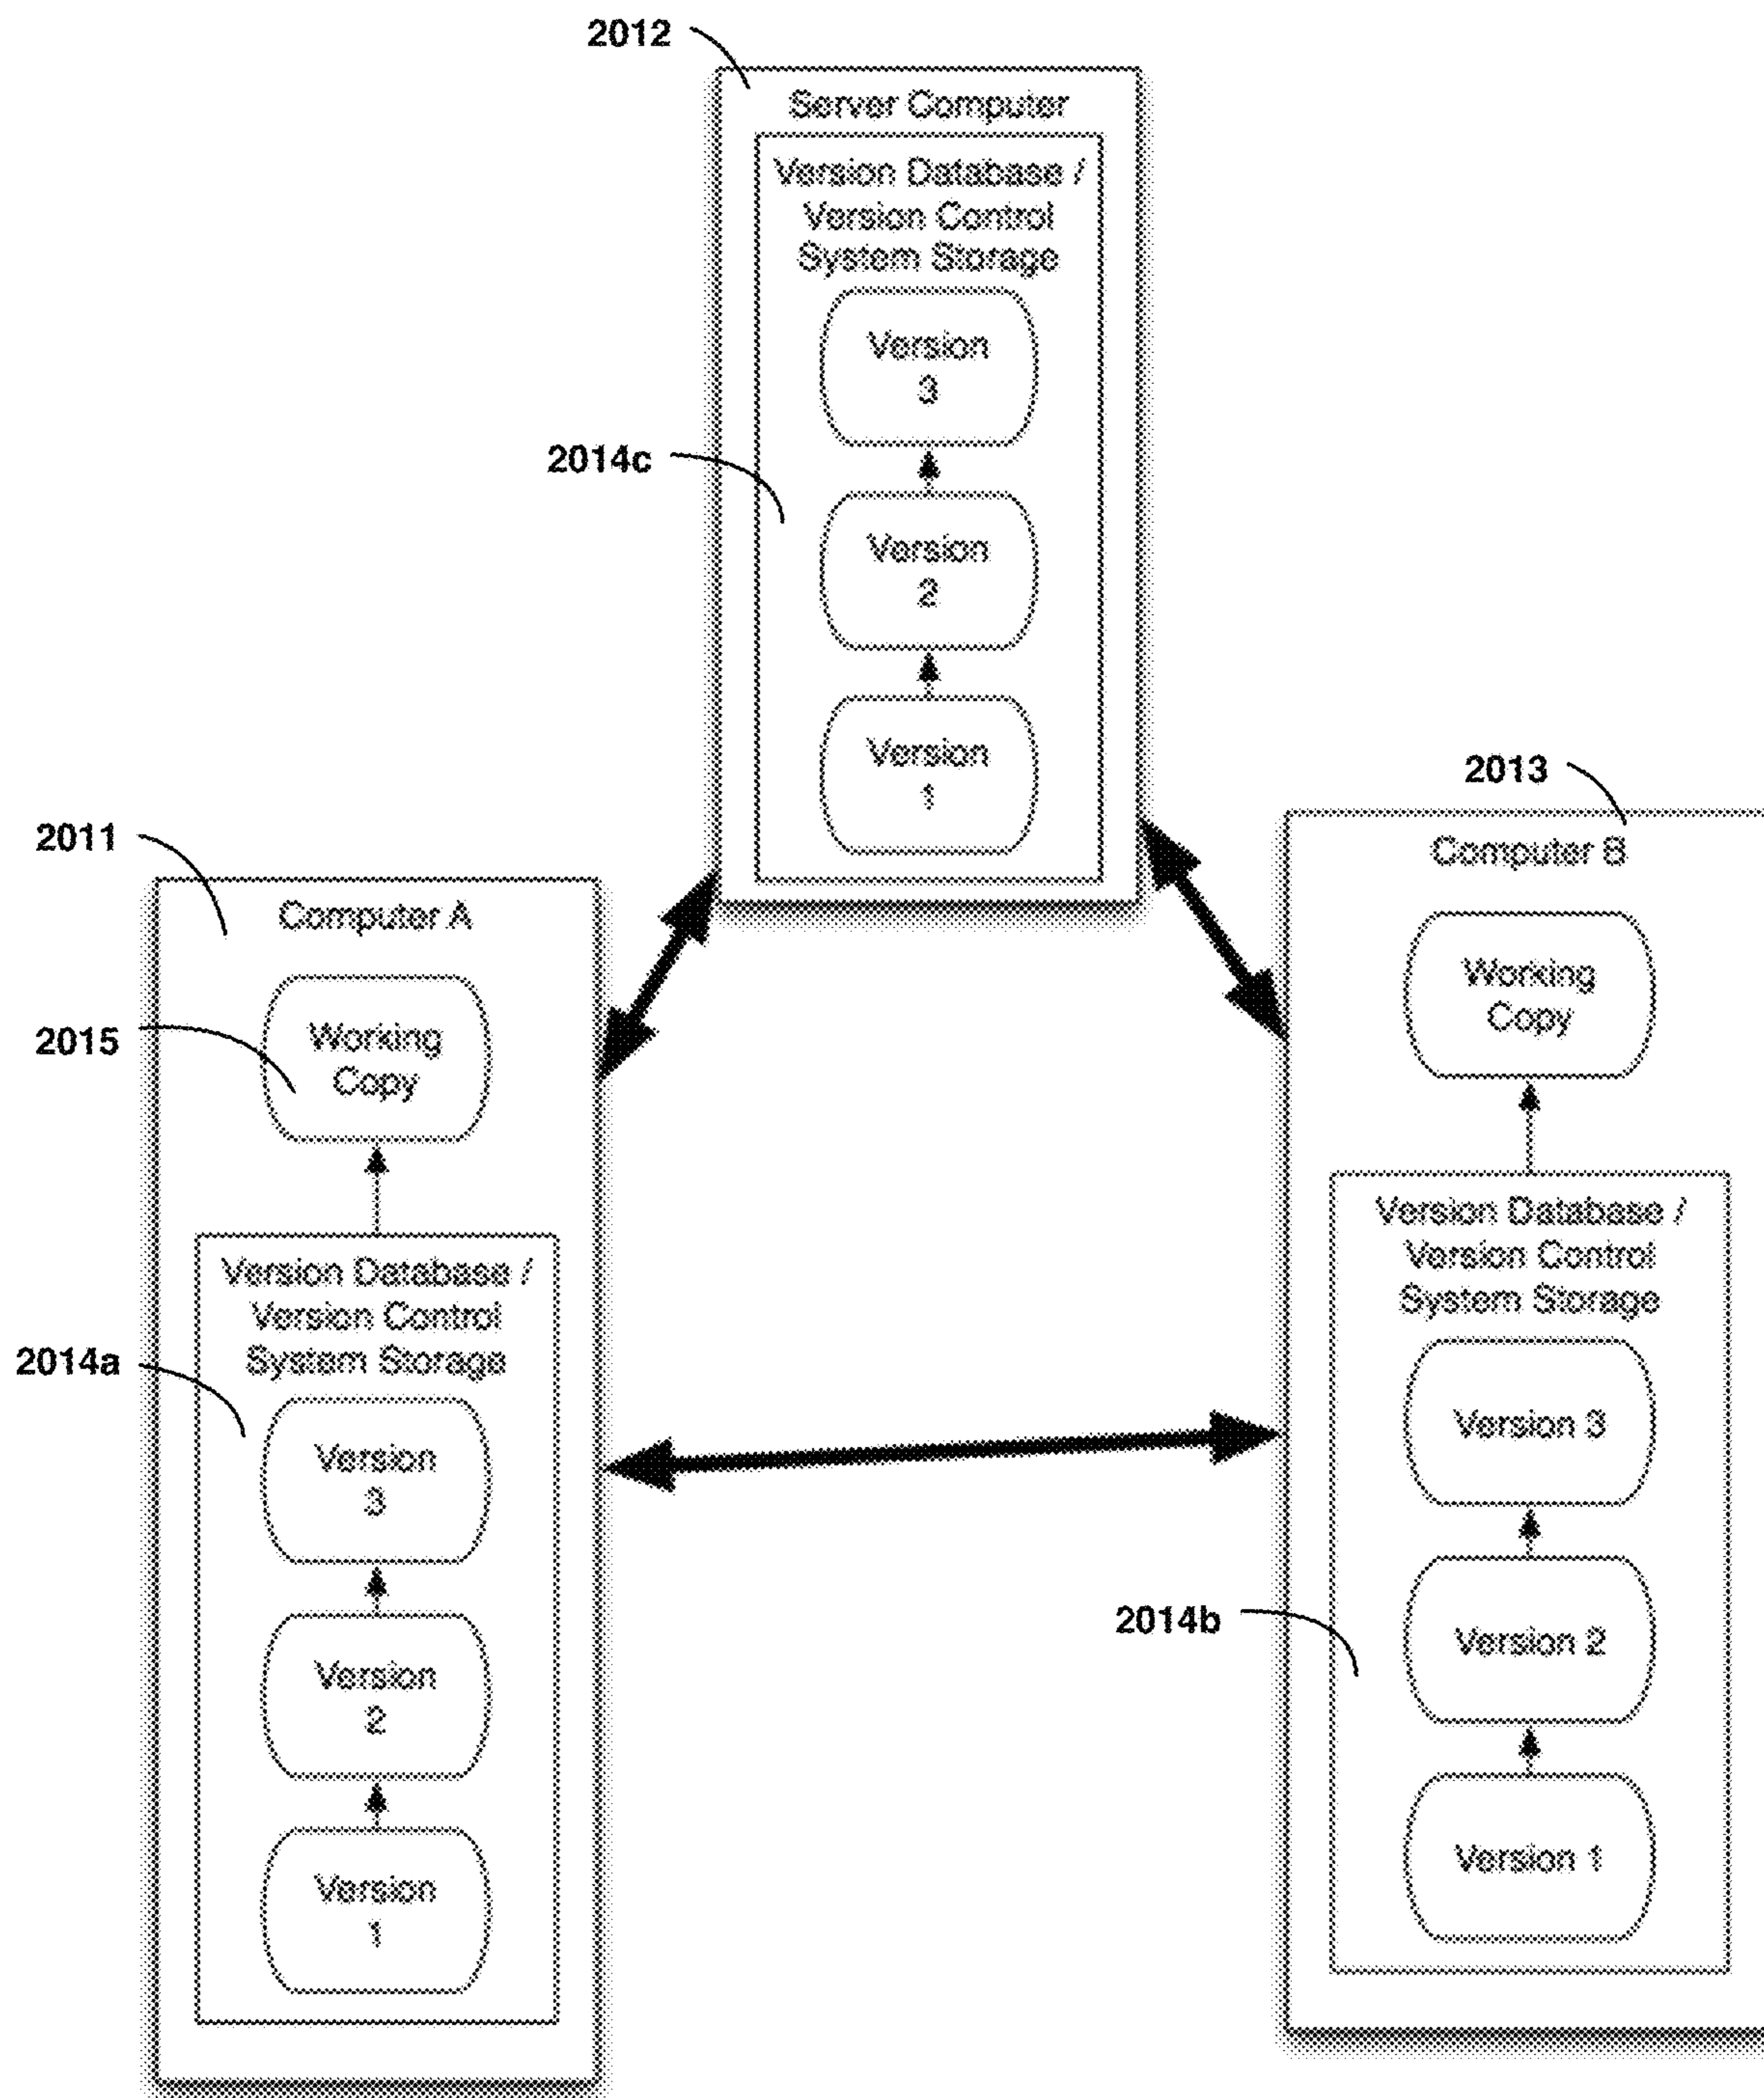 2012
Server Computer
Version Database /
Version Control
System Storage
Version
3
2014c
Version
2
Version
1
2011
Computer A
2015
Working
Copy
Version Database /
Version Control
System Storage
2014a
Version
3
Version
2
Version
1
2013
Computer B
Working
Copy
Version Database /
Version Control
System Storage
Version 3
2014b
Version 2
Version 1